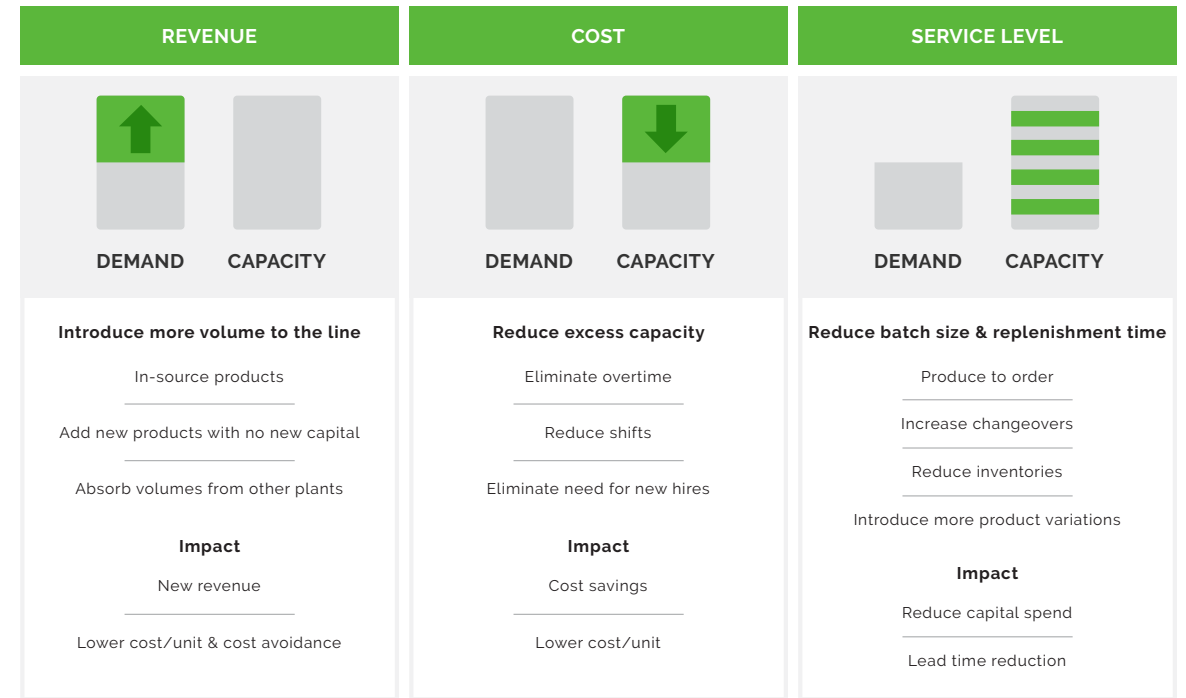 REVENUE
DEMAND CAPACITY
Introduce more volume to the line
In-source products
Add new products with no new capital
Absorb volumes from other plants
Impact
New revenue
Lower cost/unit & cost avoidance
COST
DEMAND CAPACITY
Reduce excess capacity
Eliminate overtime
Reduce shifts
Eliminate need for new hires
Impact
Cost savings
Lower cost/unit
SERVICE LEVEL
DEMAND CAPACITY
Reduce batch size & replenishment time
Produce to order
Increase changeovers
Reduce inventories
Introduce more product variations
Impact
Reduce capital spend
Lead time reduction